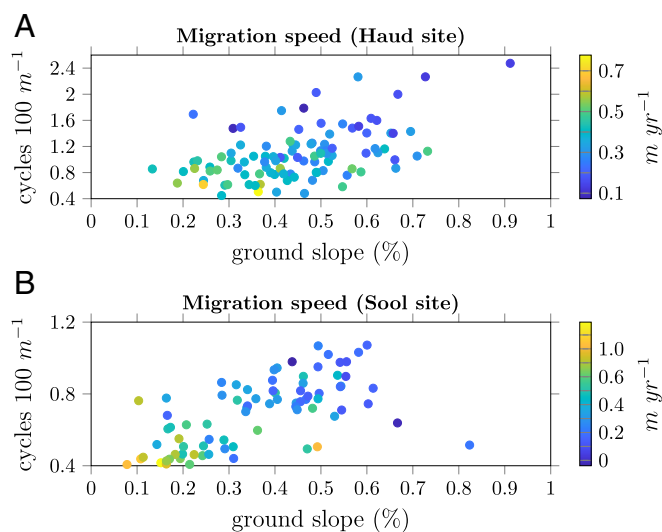 A
Migration speed (Haud site)
cycles 100 m⁻¹
2.4
2
1.6
1.2
0.8
0.4
0 0.1 0.2 0.3 0.4 0.5 0.6 0.7 0.8 0.9 1
ground slope (%)
0.7
0.5
0.3
0.1
m yr⁻¹
B
Migration speed (Sool site)
cycles 100 m⁻¹
1.2
0.8
0.4
0 0.1 0.2 0.3 0.4 0.5 0.6 0.7 0.8 0.9 1
ground slope (%)
1.0
0.8
0.6
0.4
0.2
0
m yr⁻¹